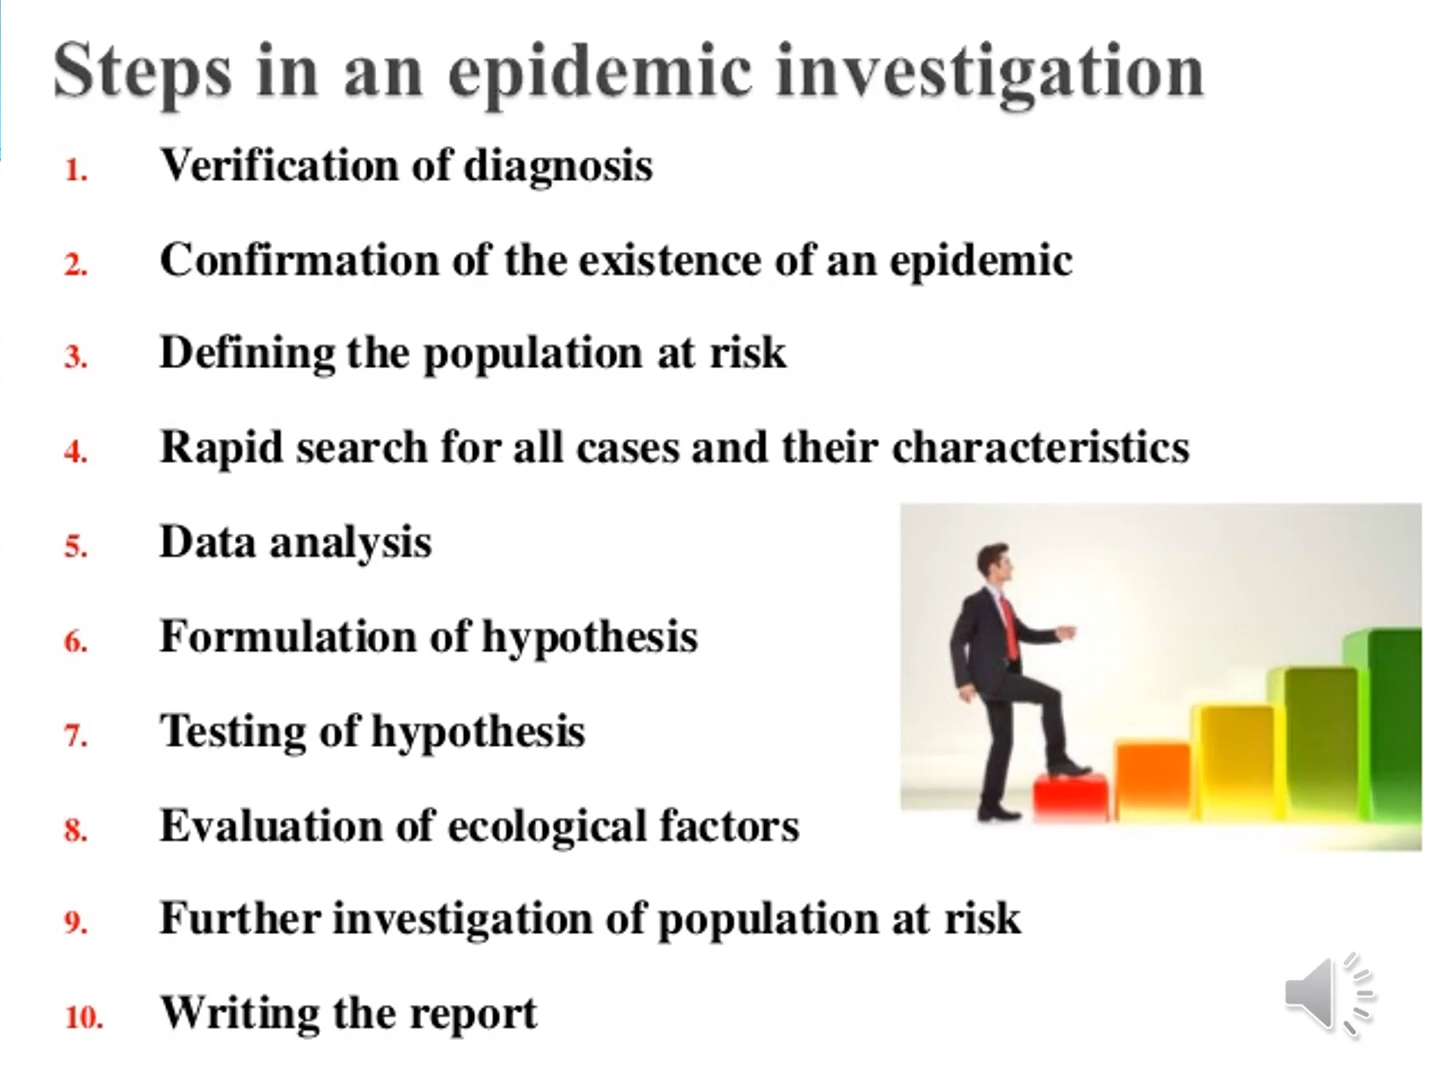 Steps in an epidemic investigation
1. Verification of diagnosis
2. Confirmation of the existence of an epidemic
3. Defining the population at risk
4. Rapid search for all cases and their characteristics
5. Data analysis
6. Formulation of hypothesis
7. Testing of hypothesis
8. Evaluation of ecological factors
9. Further investigation of population at risk
10. Writing the report